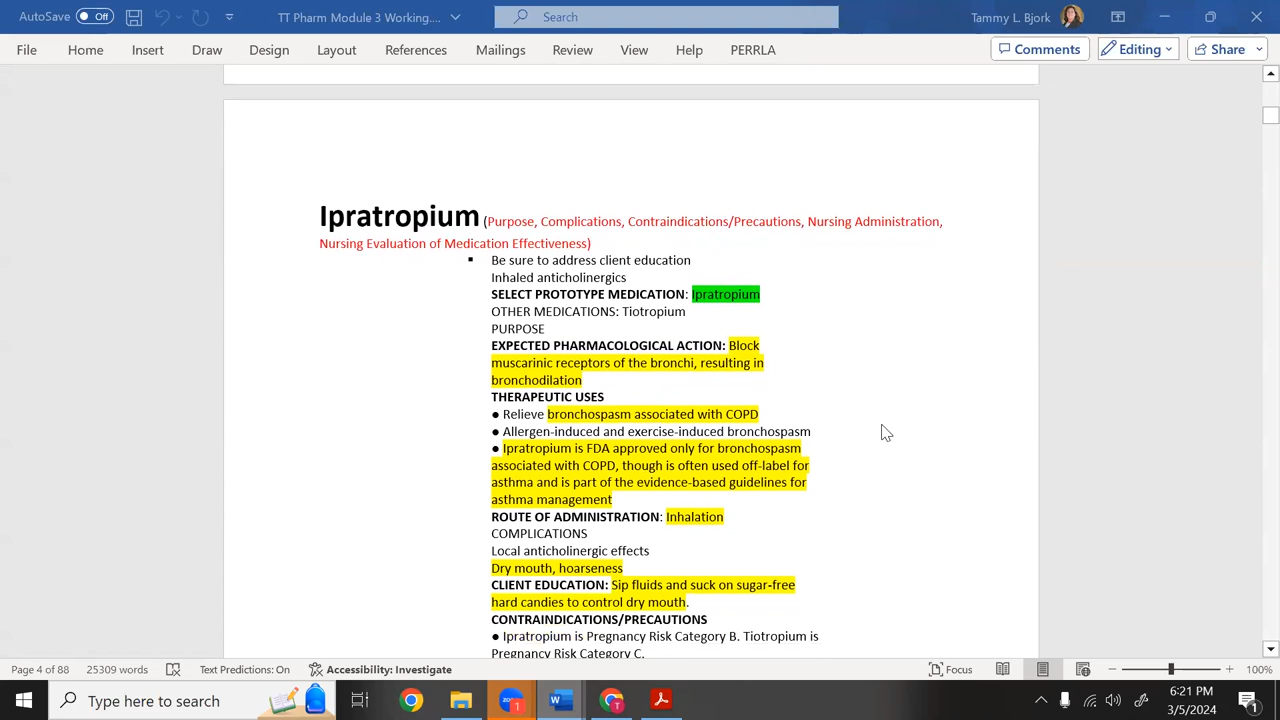 AutoSave Off TT Pharm Module 3 Working.... Search Tammy L. Bjork
File Home Insert Draw Design Layout References Mailings Review View Help PERRLA Comments Editing Share
Ipratropium (Purpose, Complications, Contraindications/Precautions, Nursing Administration,
Nursing Evaluation of Medication Effectiveness)
▪ Be sure to address client education
Inhaled anticholinergics
SELECT PROTOTYPE MEDICATION: Ipratropium
OTHER MEDICATIONS: Tiotropium
PURPOSE
EXPECTED PHARMACOLOGICAL ACTION: Block
muscarinic receptors of the bronchi, resulting in
bronchodilation
THERAPEUTIC USES
● Relieve bronchospasm associated with COPD
● Allergen-induced and exercise-induced bronchospasm
● Ipratropium is FDA approved only for bronchospasm
associated with COPD, though is often used off-label for
asthma and is part of the evidence-based guidelines for
asthma management
ROUTE OF ADMINISTRATION: Inhalation
COMPLICATIONS
Local anticholinergic effects
Dry mouth, hoarseness
CLIENT EDUCATION: Sip fluids and suck on sugar-free
hard candies to control dry mouth.
CONTRAINDICATIONS/PRECAUTIONS
● Ipratropium is Pregnancy Risk Category B. Tiotropium is
Pregnancy Risk Category C.
Page 4 of 88 25309 words Text Predictions: On Accessibility: Investigate Focus 100%
Type here to search zoom 1 T 6:21 PM
3/5/2024 1